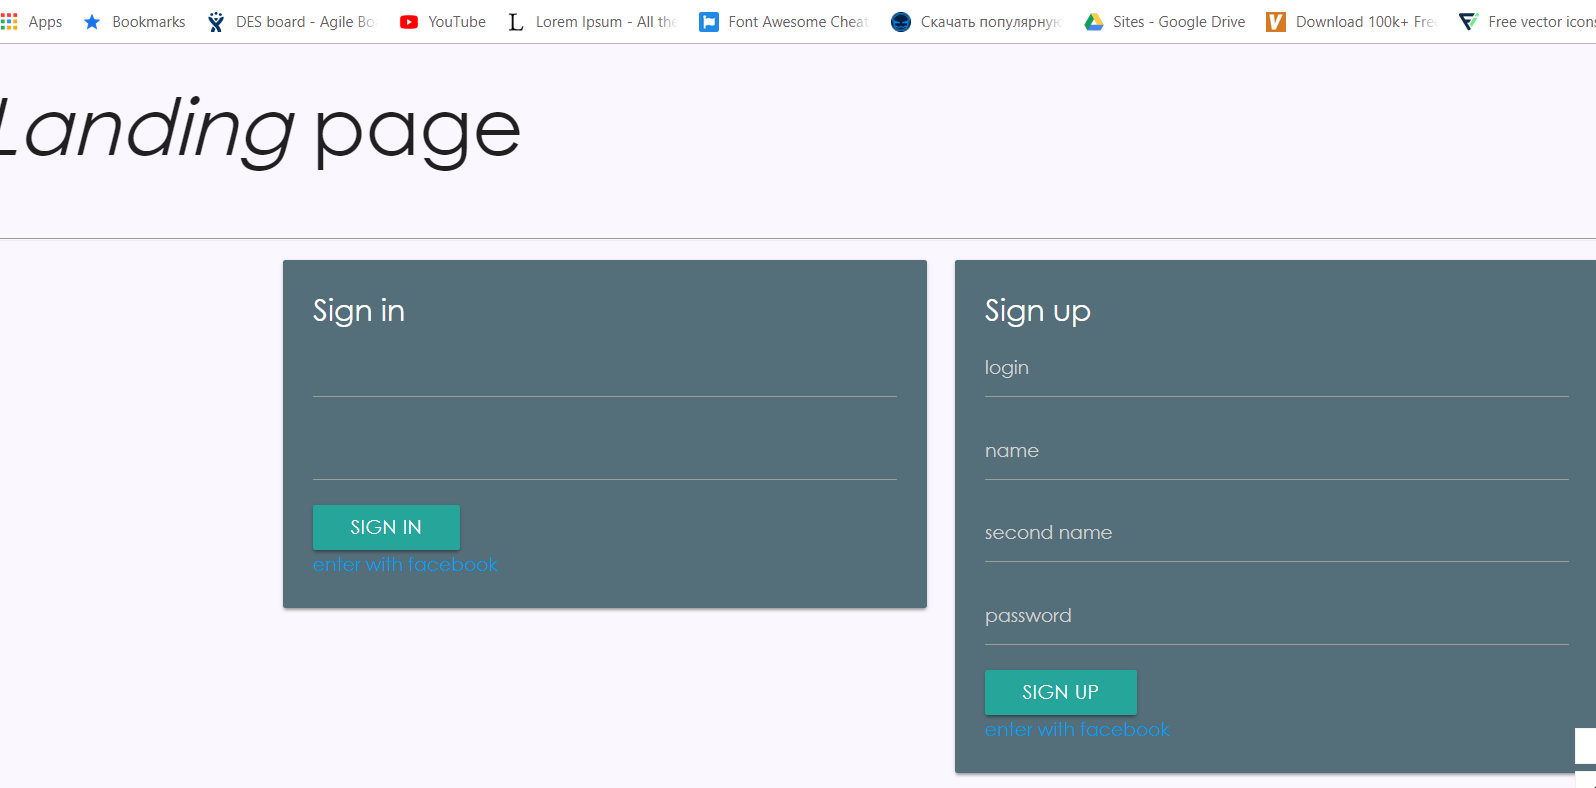 Apps Bookmarks DES board - Agile Bo YouTube Lorem Ipsum - All the Font Awesome Cheat Скачать популярную Sites - Google Drive Download 100k+ Fre Free vector icons
Landing page
Sign in
SIGN IN
enter with facebook
Sign up
login
name
second name
password
SIGN UP
enter with facebook